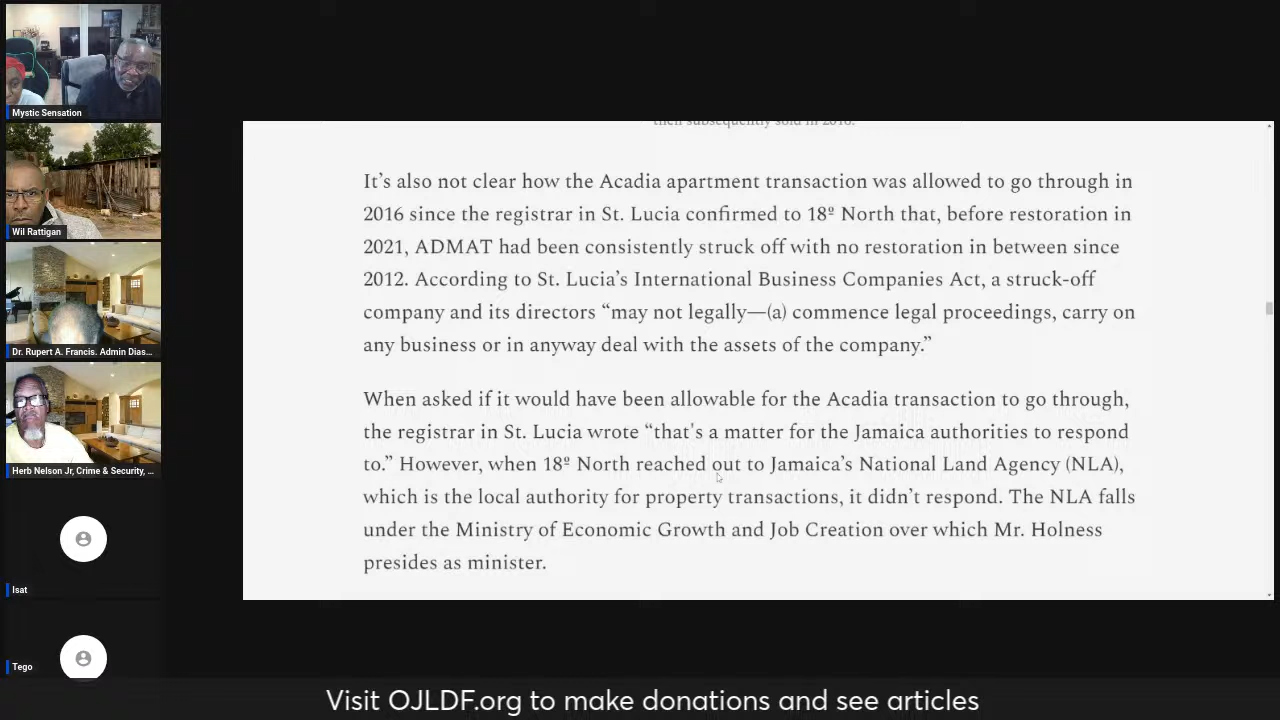 Mystic Sensation
Wil Rattigan
Dr. Rupert A. Francis. Admin Dias...
Herb Nelson Jr, Crime & Security, ...
Isat
Tego
then subsequently sold in 2016.
It’s also not clear how the Acadia apartment transaction was allowed to go through in
2016 since the registrar in St. Lucia confirmed to 18º North that, before restoration in
2021, ADMAT had been consistently struck off with no restoration in between since
2012. According to St. Lucia’s International Business Companies Act, a struck-off
company and its directors “may not legally—(a) commence legal proceedings, carry on
any business or in anyway deal with the assets of the company.”
When asked if it would have been allowable for the Acadia transaction to go through,
the registrar in St. Lucia wrote “that's a matter for the Jamaica authorities to respond
to.” However, when 18º North reached out to Jamaica’s National Land Agency (NLA),
which is the local authority for property transactions, it didn’t respond. The NLA falls
under the Ministry of Economic Growth and Job Creation over which Mr. Holness
presides as minister.
Visit OJLDF.org to make donations and see articles